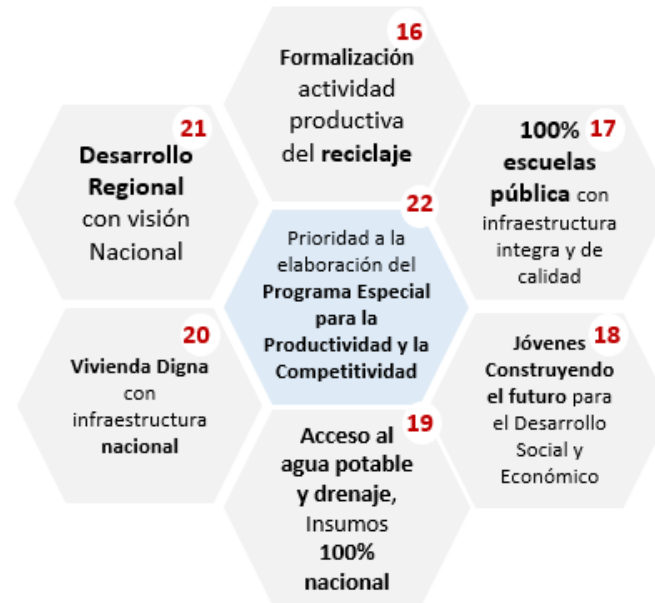 16
Formalización
actividad
productiva
del reciclaje
21
Desarrollo
Regional
con visión
Nacional
17
100%
escuelas
pública con
infraestructura
integra y de
calidad
22
Prioridad a la
elaboración del
Programa Especial
para la
Productividad y la
Competitividad
20
Vivienda Digna
con
infraestructura
nacional
18
Jóvenes
Construyendo
el futuro para
el Desarrollo
Social y
Económico
19
Acceso al
agua potable
y drenaje,
Insumos
100%
nacional